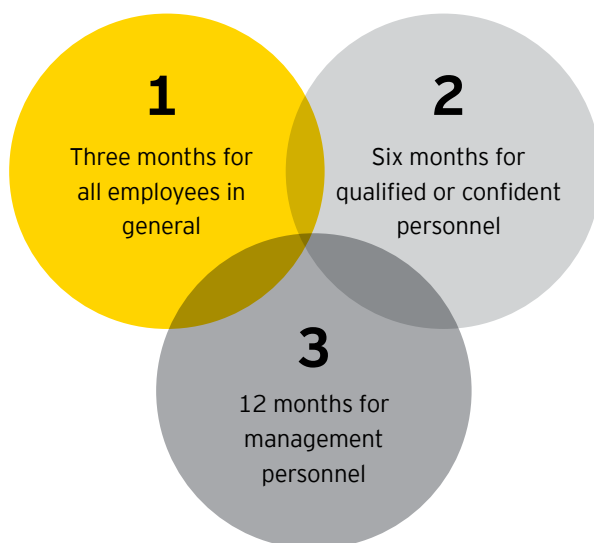 1
Three months for
all employees in
general
2
Six months for
qualified or confident
personnel
3
12 months for
management
personnel